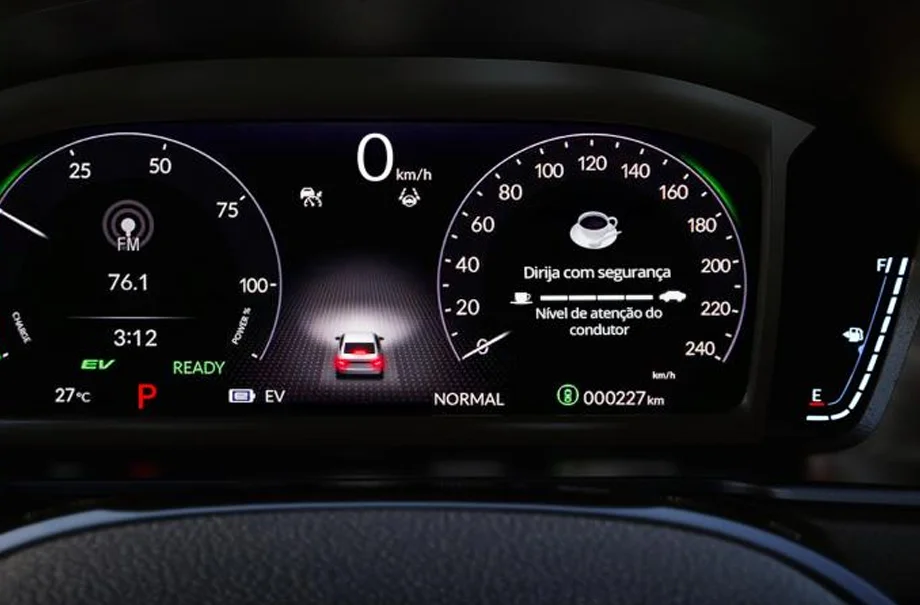 25
50
75
100
CHARGE
POWER %
FM
76.1
3:12
EV
READY
27°C
P
EV
0 km/h
NORMAL
0
20
40
60
80
100
120
140
160
180
200
220
240
km/h
Dirija com segurança
Nível de atenção do
condutor
000227 km
F
E